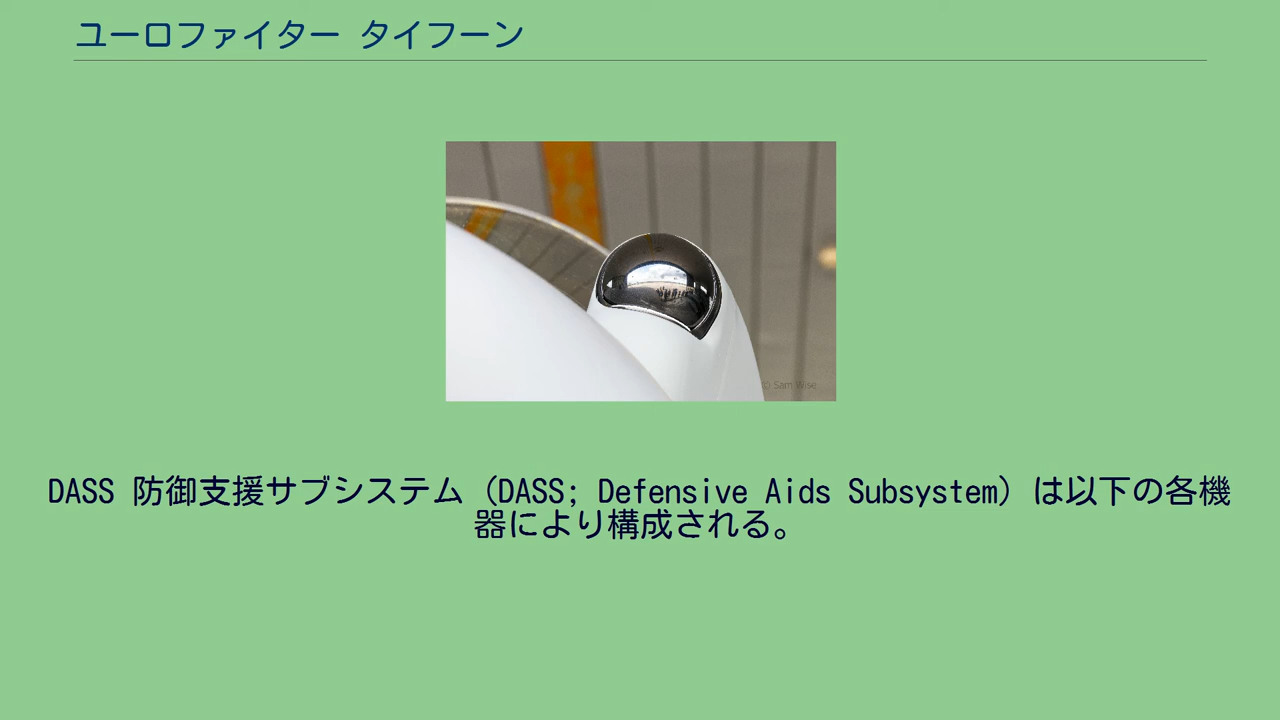 ユーロファイター タイフーン
© Sam Wise
DASS 防御支援サブシステム（DASS; Defensive Aids Subsystem）は以下の各機
器により構成される。